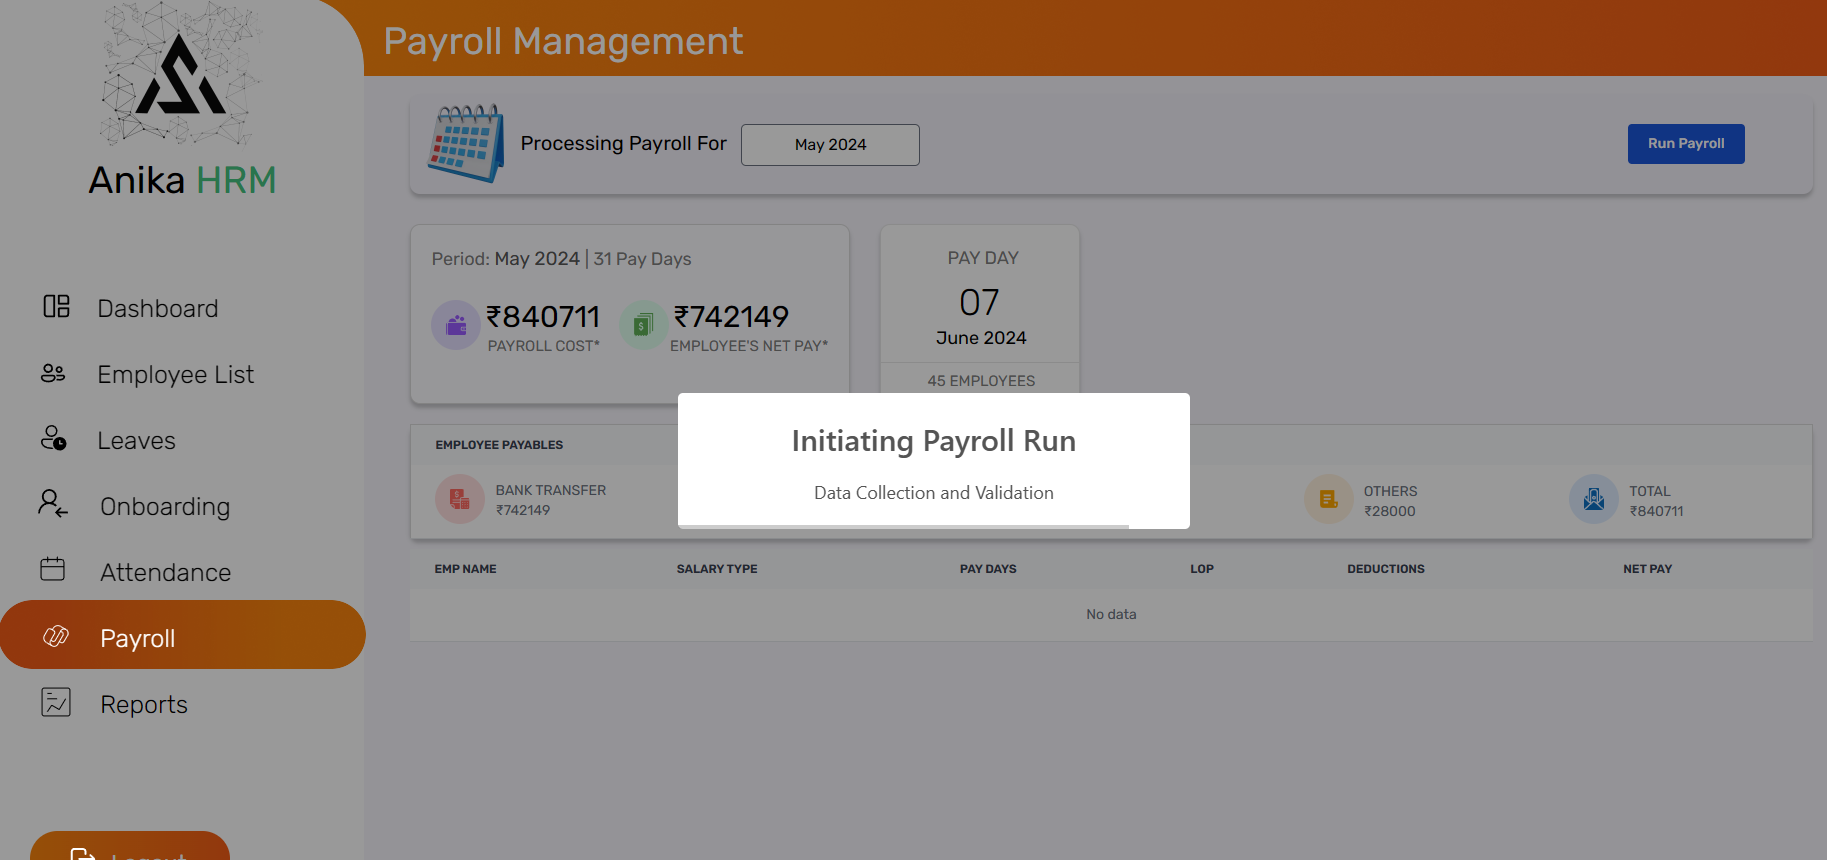 Anika HRM
Dashboard
Employee List
Leaves
Onboarding
Attendance
Payroll
Reports
Logout
Payroll Management
Processing Payroll For
May 2024
Run Payroll
Period: May 2024 | 31 Pay Days
₹840711
PAYROLL COST*
₹742149
EMPLOYEE'S NET PAY*
PAY DAY
07
June 2024
45 EMPLOYEES
Initiating Payroll Run
Data Collection and Validation
EMPLOYEE PAYABLES
BANK TRANSFER
₹742149
OTHERS
₹28000
TOTAL
₹840711
EMP NAME SALARY TYPE PAY DAYS LOP DEDUCTIONS NET PAY
No data